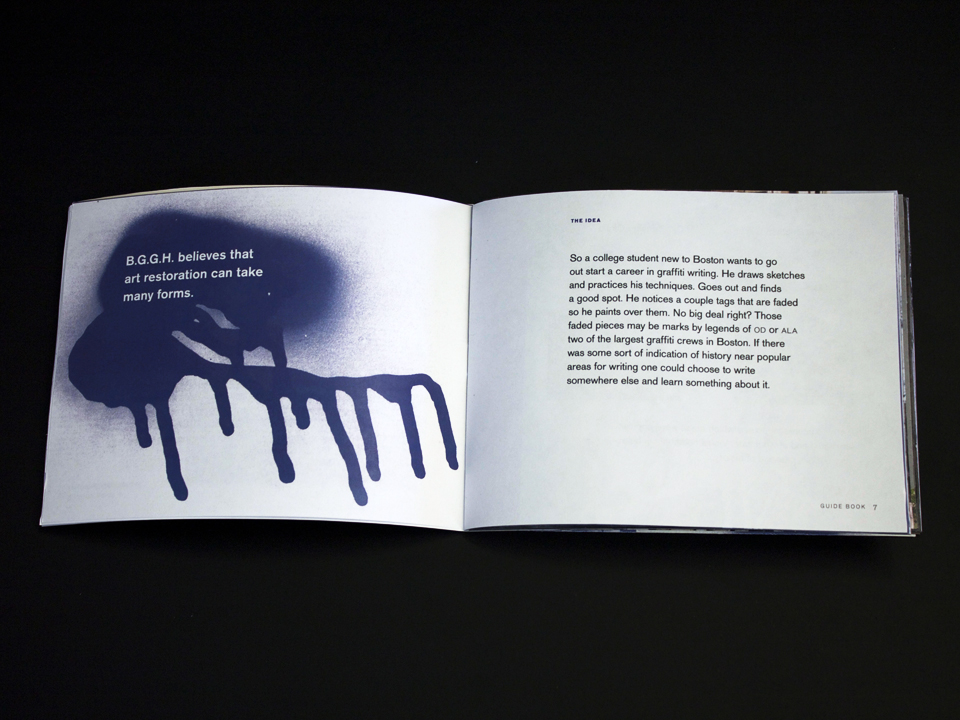 B.G.G.H. believes that
art restoration can take
many forms.
THE IDEA
So a college student new to Boston wants to go
out start a career in graffiti writing. He draws sketches
and practices his techniques. Goes out and finds
a good spot. He notices a couple tags that are faded
so he paints over them. No big deal right? Those
faded pieces may be marks by legends of OD or ALA
two of the largest graffiti crews in Boston. If there
was some sort of indication of history near popular
areas for writing one could choose to write
somewhere else and learn something about it.
GUIDE BOOK 7